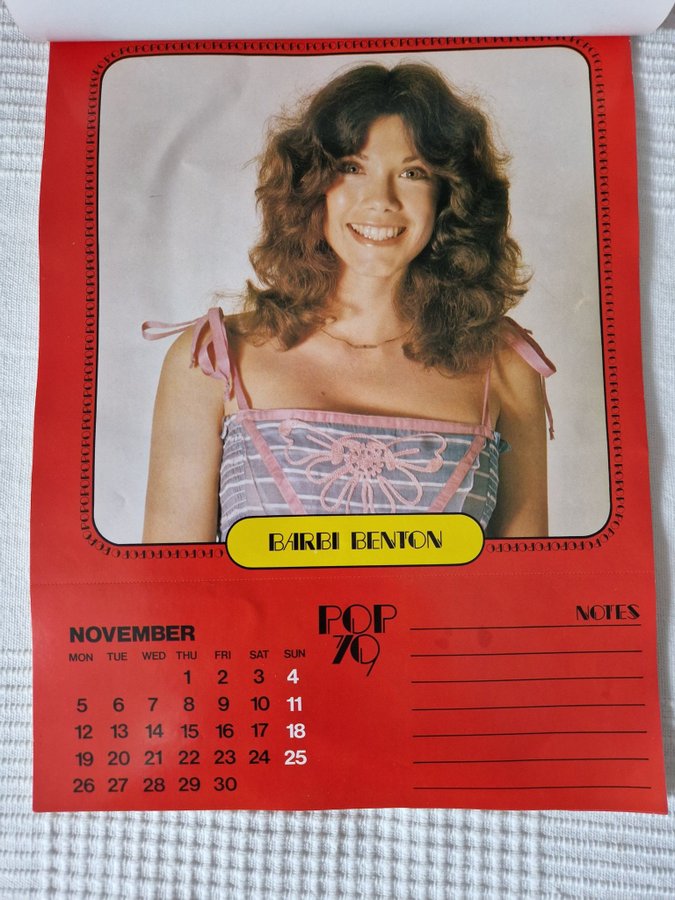 BARBI BENTON
NOVEMBER
MON TUE WED THU FRI SAT SUN
1 2 3 4
5 6 7 8 9 10 11
12 13 14 15 16 17 18
19 20 21 22 23 24 25
26 27 28 29 30
POP
79
NOTES